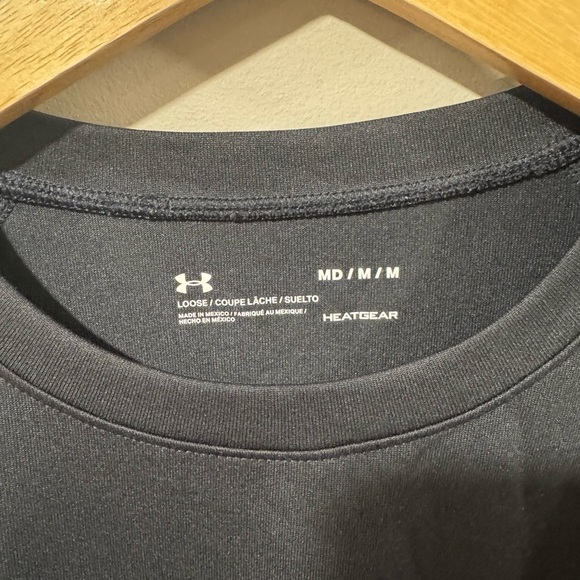 MD / M / M
LOOSE / COUPE LÂCHE / SUELTO
MADE IN MEXICO / FABRIQUÉ AU MEXIQUE /
HECHO EN MÉXICO
HEATGEAR